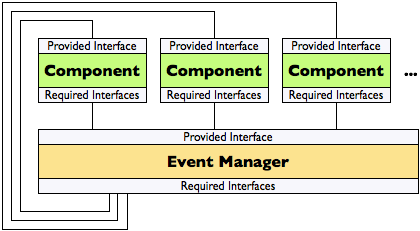 Provided Interface
Component
Required Interfaces
Provided Interface
Component
Required Interfaces
Provided Interface
Component
Required Interfaces
...
Provided Interface
Event Manager
Required Interfaces